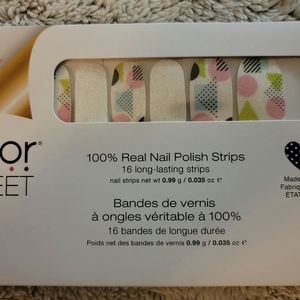 or®
EET
100% Real Nail Polish Strips
16 long-lasting strips
nail strips net wt 0.99 g / 0.035 oz e
Bandes de vernis
à ongles véritable à 100%
16 bandes de longue durée
Poids net des bandes de vernis 0.99 g / 0.035 oz e
Made
Fabriq
ÉTAT